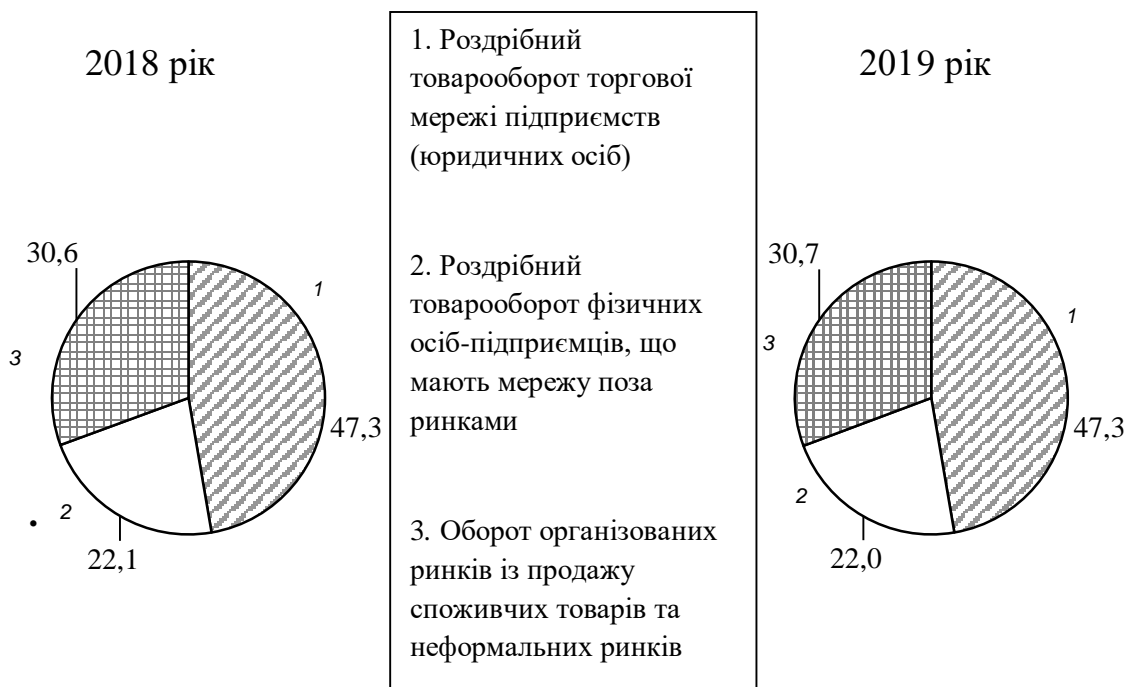 2018 рік
30,6
1
3
47,3
2
22,1
1. Роздрібний
товарооборот торгової
мережі підприємств
(юридичних осіб)
2. Роздрібний
товарооборот фізичних
осіб-підприємців, що
мають мережу поза
ринками
3. Оборот організованих
ринків із продажу
споживчих товарів та
неформальних ринків
2019 рік
30,7
1
3
47,3
2
22,0